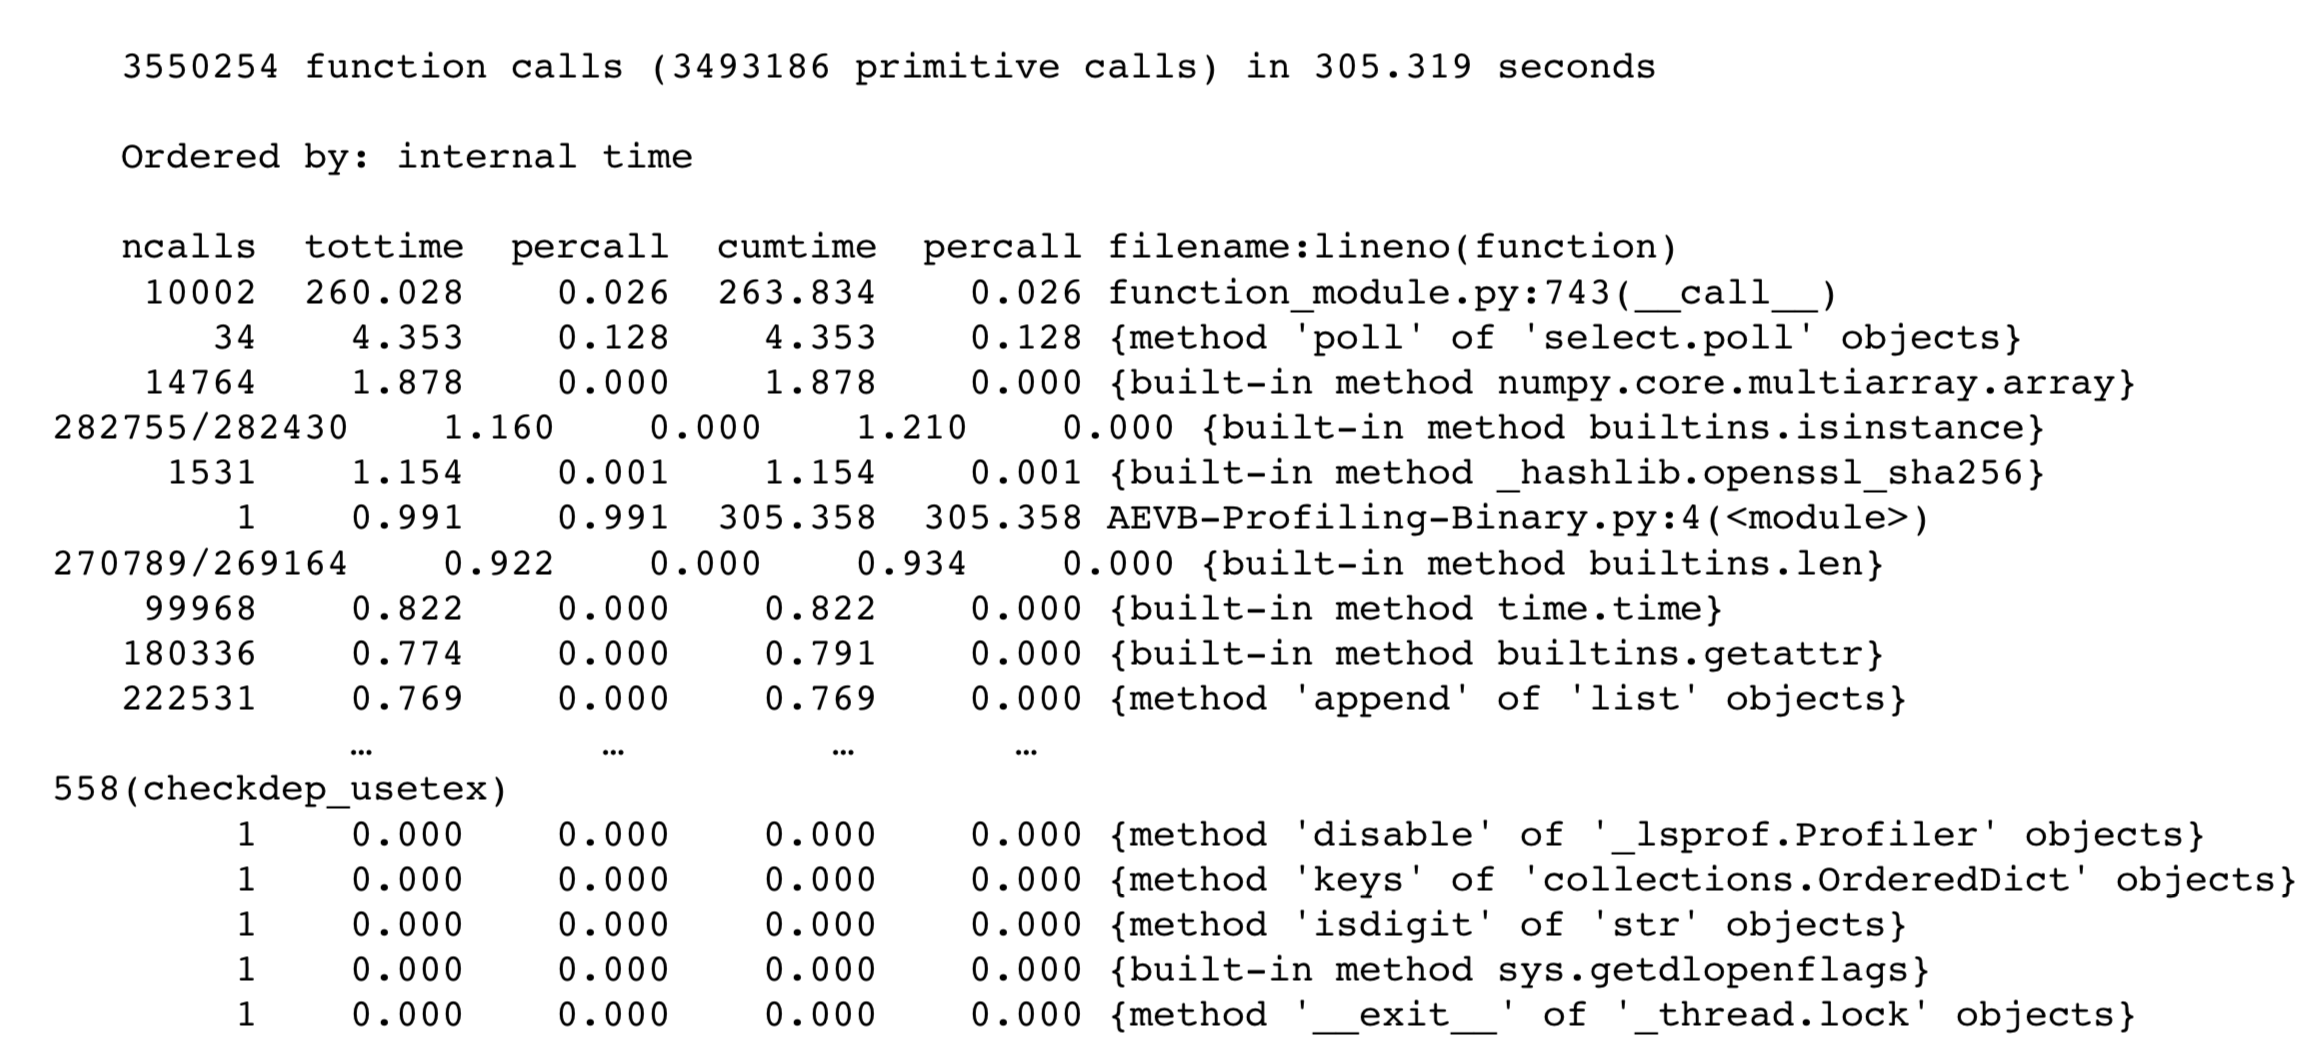 3550254 function calls (3493186 primitive calls) in 305.319 seconds
Ordered by: internal time
ncalls tottime percall cumtime percall filename:lineno(function)
10002 260.028 0.026 263.834 0.026 function_module.py:743(__call__)
34 4.353 0.128 4.353 0.128 {method 'poll' of 'select.poll' objects}
14764 1.878 0.000 1.878 0.000 {built-in method numpy.core.multiarray.array}
282755/282430 1.160 0.000 1.210 0.000 {built-in method builtins.isinstance}
1531 1.154 0.001 1.154 0.001 {built-in method _hashlib.openssl_sha256}
1 0.991 0.991 305.358 305.358 AEVB-Profiling-Binary.py:4(<module>)
270789/269164 0.922 0.000 0.934 0.000 {built-in method builtins.len}
99968 0.822 0.000 0.822 0.000 {built-in method time.time}
180336 0.774 0.000 0.791 0.000 {built-in method builtins.getattr}
222531 0.769 0.000 0.769 0.000 {method 'append' of 'list' objects}
… … … …
558(checkdep_usetex)
1 0.000 0.000 0.000 0.000 {method 'disable' of '_lsprof.Profiler' objects}
1 0.000 0.000 0.000 0.000 {method 'keys' of 'collections.OrderedDict' objects}
1 0.000 0.000 0.000 0.000 {method 'isdigit' of 'str' objects}
1 0.000 0.000 0.000 0.000 {built-in method sys.getdlopenflags}
1 0.000 0.000 0.000 0.000 {method '__exit__' of '_thread.lock' objects}